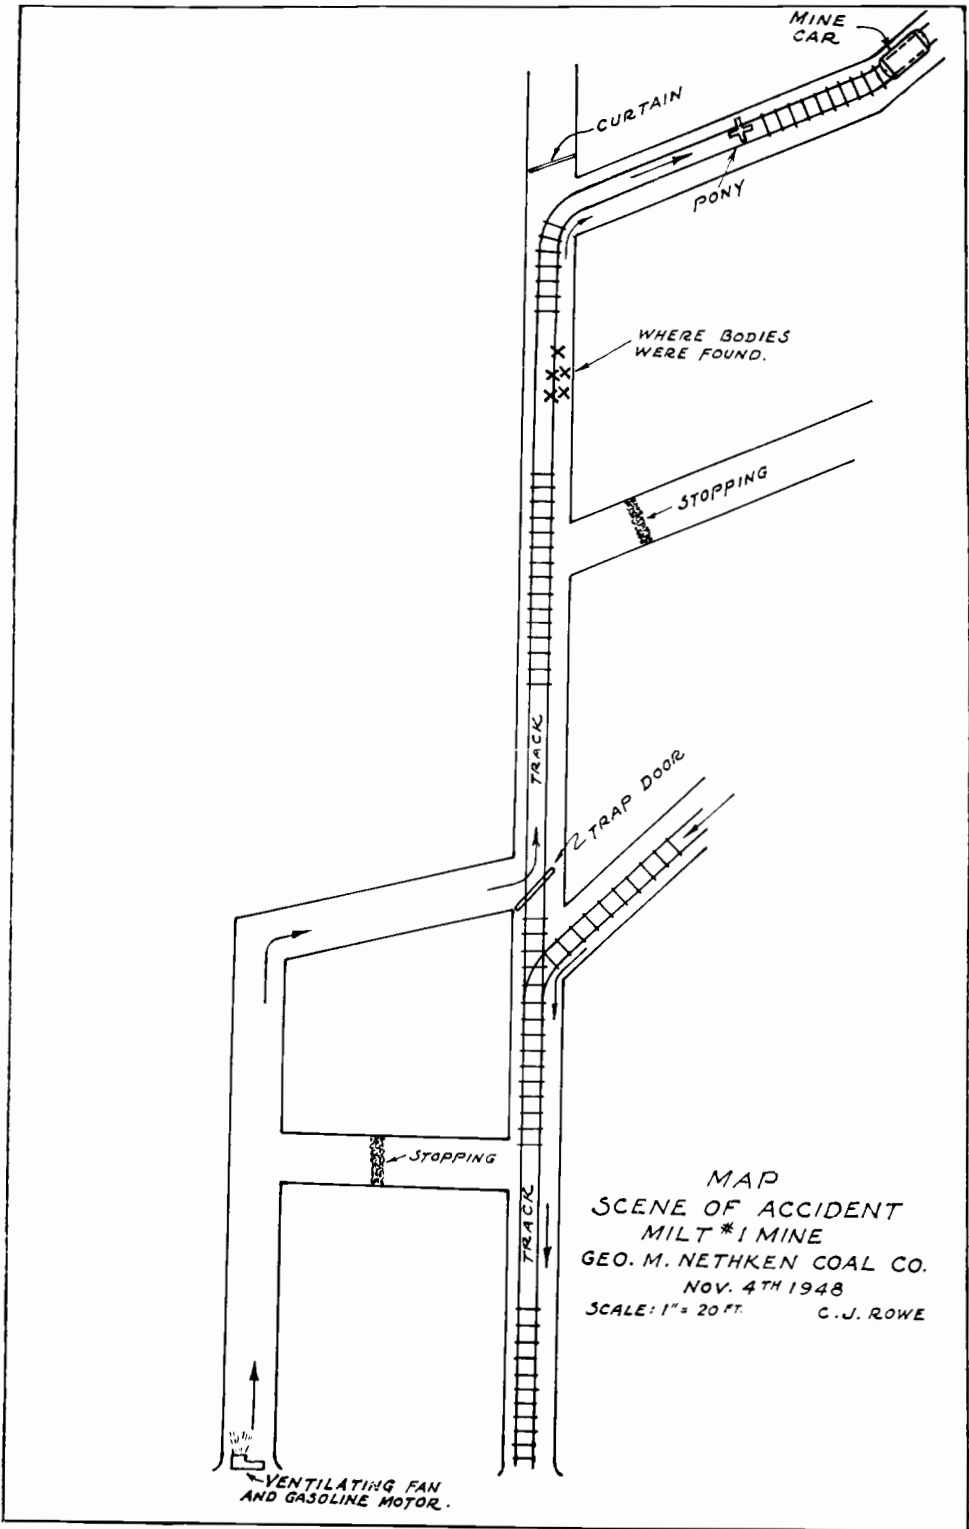 MINE
CAR
CURTAIN
PONY
WHERE BODIES
WERE FOUND.
STOPPING
TRACK
TRAP DOOR
STOPPING
TRACK
MAP
SCENE OF ACCIDENT
MILT #1 MINE
GEO. M. NETHKEN COAL CO.
NOV. 4TH 1948
SCALE: 1" = 20 FT. C.J. ROWE
VENTILATING FAN
AND GASOLINE MOTOR.